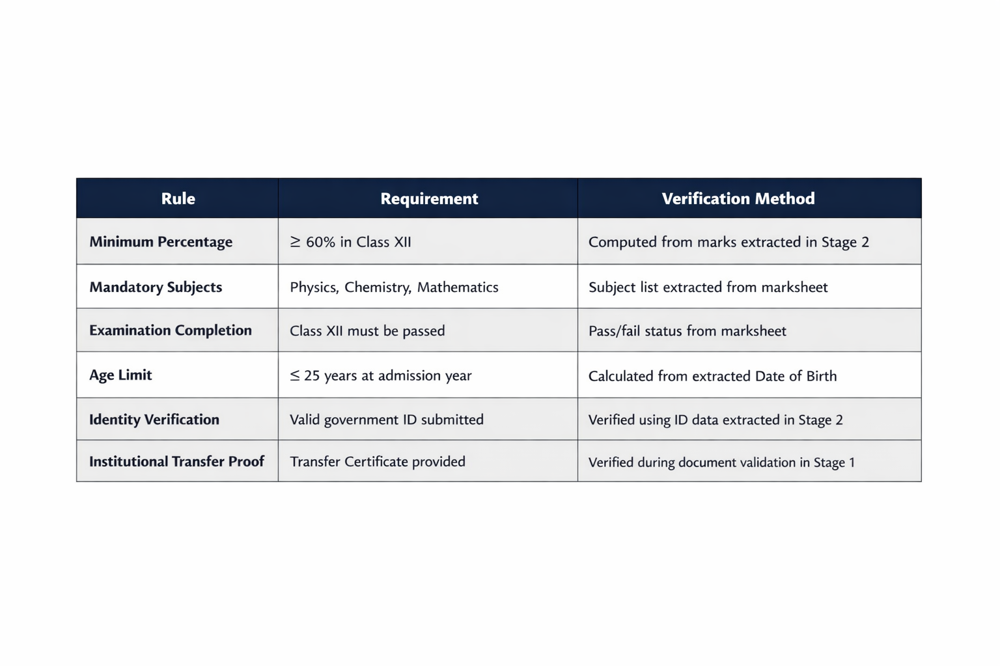 Rule Requirement Verification Method
Minimum Percentage ≥ 60% in Class XII Computed from marks extracted in Stage 2
Mandatory Subjects Physics, Chemistry, Mathematics Subject list extracted from marksheet
Examination Completion Class XII must be passed Pass/fail status from marksheet
Age Limit ≤ 25 years at admission year Calculated from extracted Date of Birth
Identity Verification Valid government ID submitted Verified using ID data extracted in Stage 2
Institutional Transfer Proof Transfer Certificate provided Verified during document validation in Stage 1